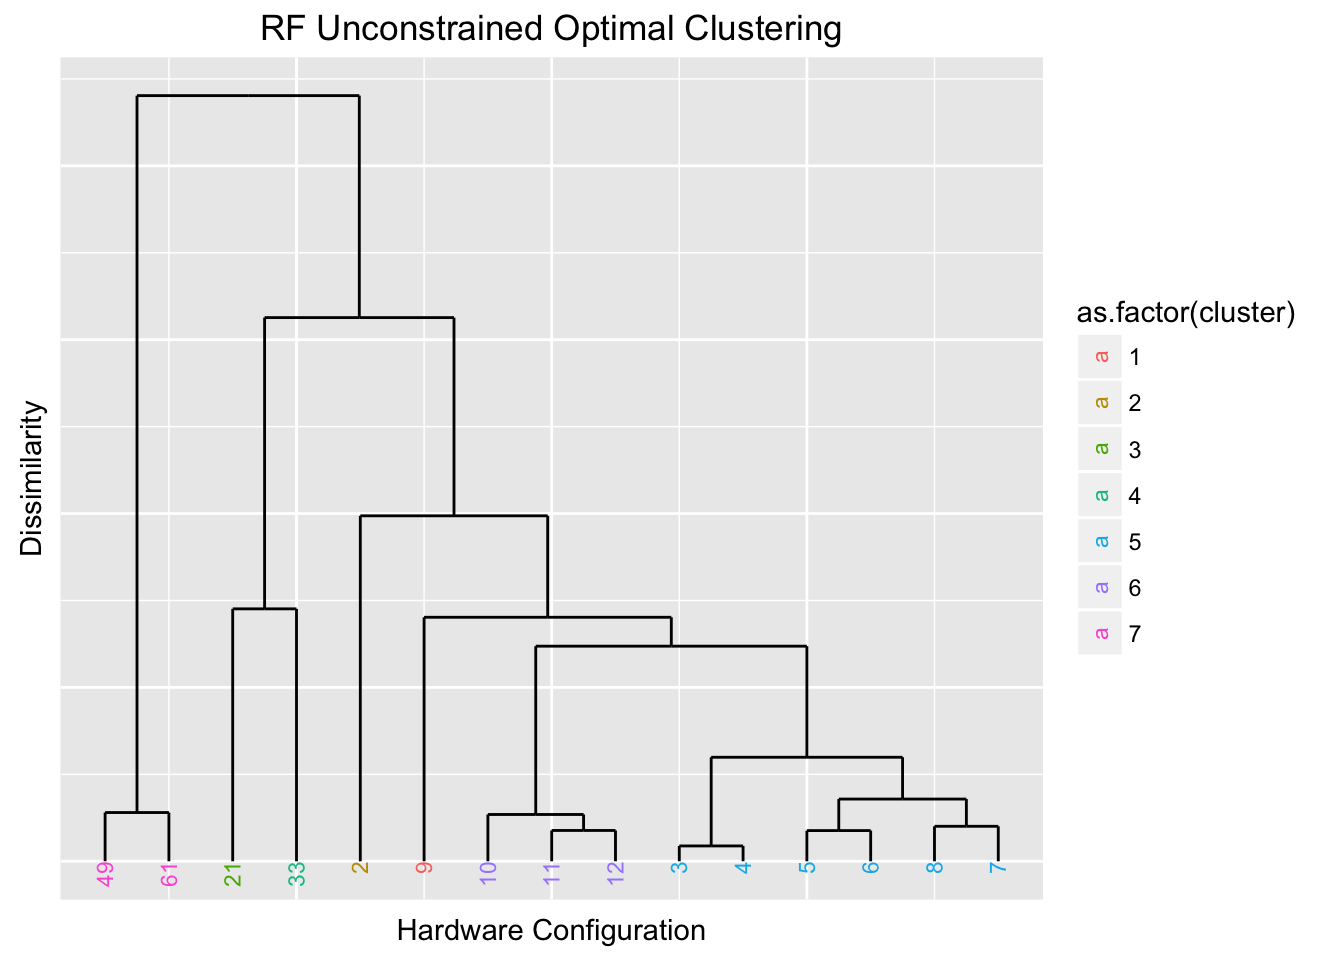 RF Unconstrained Optimal Clustering
Dissimilarity
49 61 21 33 2 9 10 11 12 3 4 5 6 8 7
Hardware Configuration
as.factor(cluster)
a 1
a 2
a 3
a 4
a 5
a 6
a 7